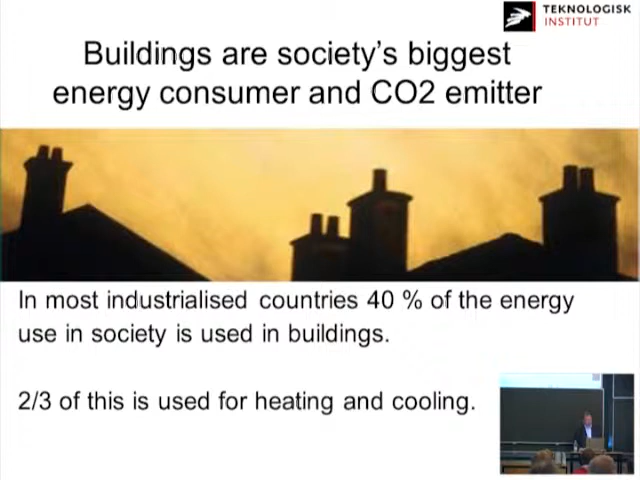 TEKNOLOGISK
INSTITUT
Buildings are society's biggest
energy consumer and CO2 emitter
In most industrialised countries 40 % of the energy
use in society is used in buildings.
2/3 of this is used for heating and cooling.